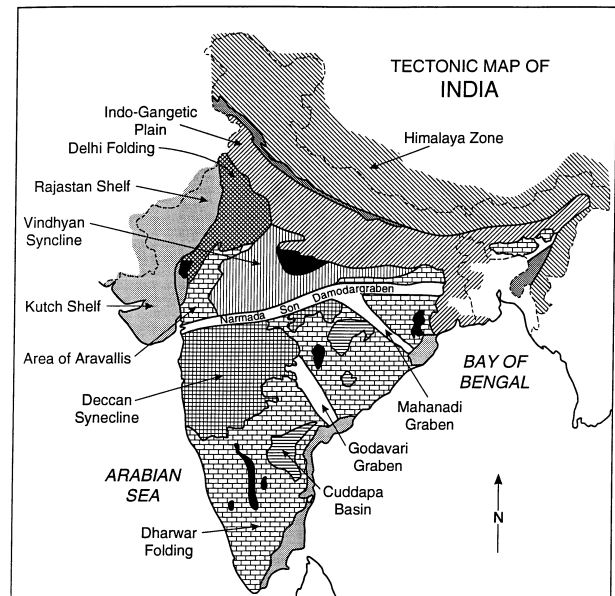 TECTONIC MAP OF
INDIA
Indo-Gangetic
Plain
Delhi Folding
Himalaya Zone
Rajastan Shelf
Vindhyan
Syncline
Kutch Shelf
Narmada Son Damodargraben
Area of Aravallis
Deccan
Synecline
BAY OF
BENGAL
Mahanadi
Graben
Godavari
Graben
ARABIAN
SEA
Cuddapa
Basin
Dharwar
Folding
N